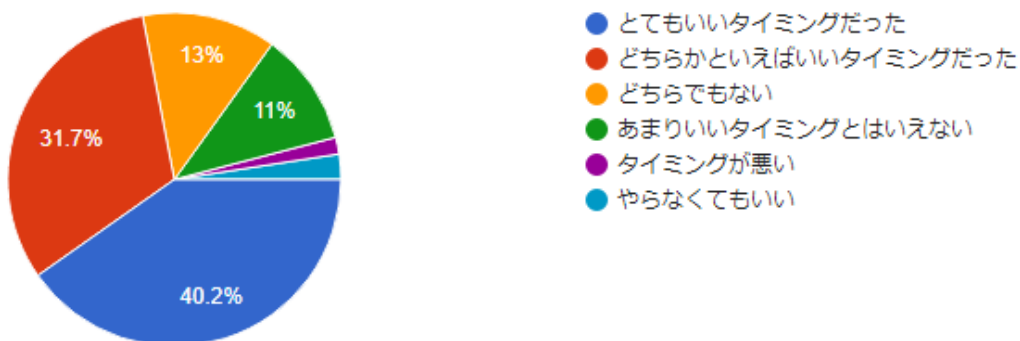 13%
11%
31.7%
40.2%
とてもいいタイミングだった
どちらかといえばいいタイミングだった
どちらでもない
あまりいいタイミングとはいえない
タイミングが悪い
やらなくてもいい